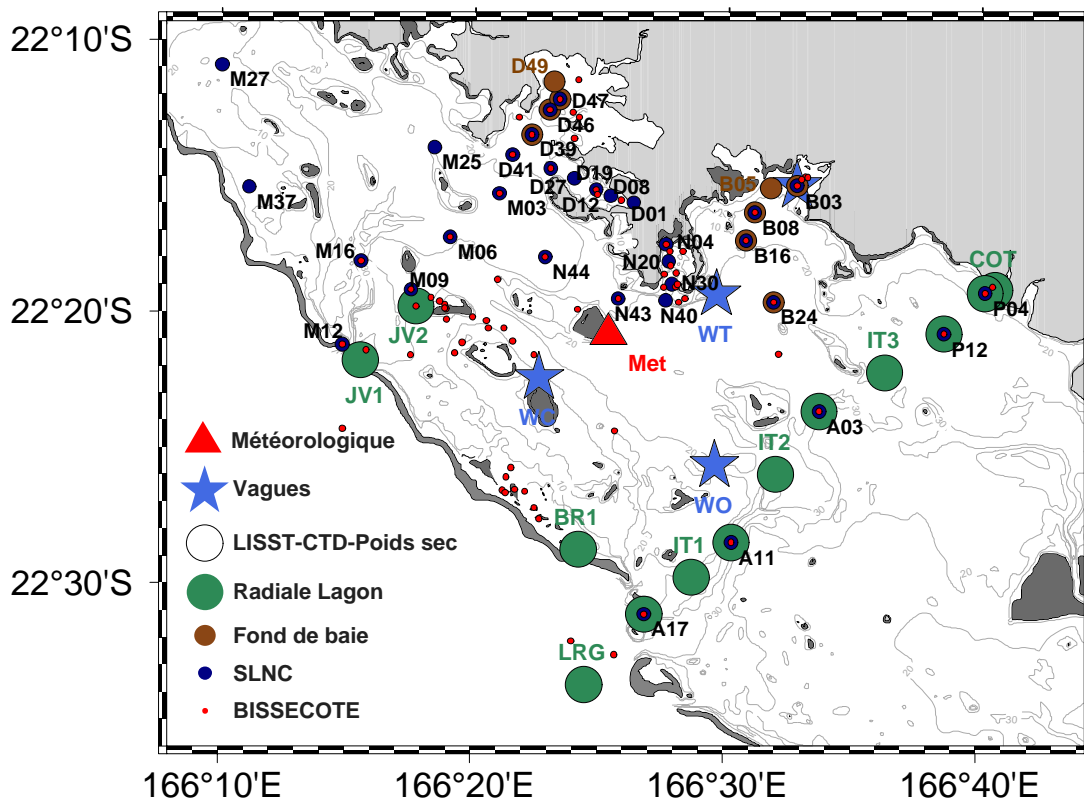 22°10'S
D49
M27
D47
D46
D39
M25
D41
D19
D27
D08
B05
M37
M03
D12
D01
B03
B08
N04
M16
M06
B16
N20
N44
COT
M09
N30
P04
N43
N40
B24
22°20'S
M12
JV2
WT
IT3
P12
Met
JV1
WC
A03
Météorologique
IT2
Vagues
WO
BR1
LISST-CTD-Poids sec
A11
IT1
22°30'S
Radiale Lagon
A17
Fond de baie
LRG
SLNC
BISSECOTE
166°0'E
166°20'E
166°30'E
166°40'E